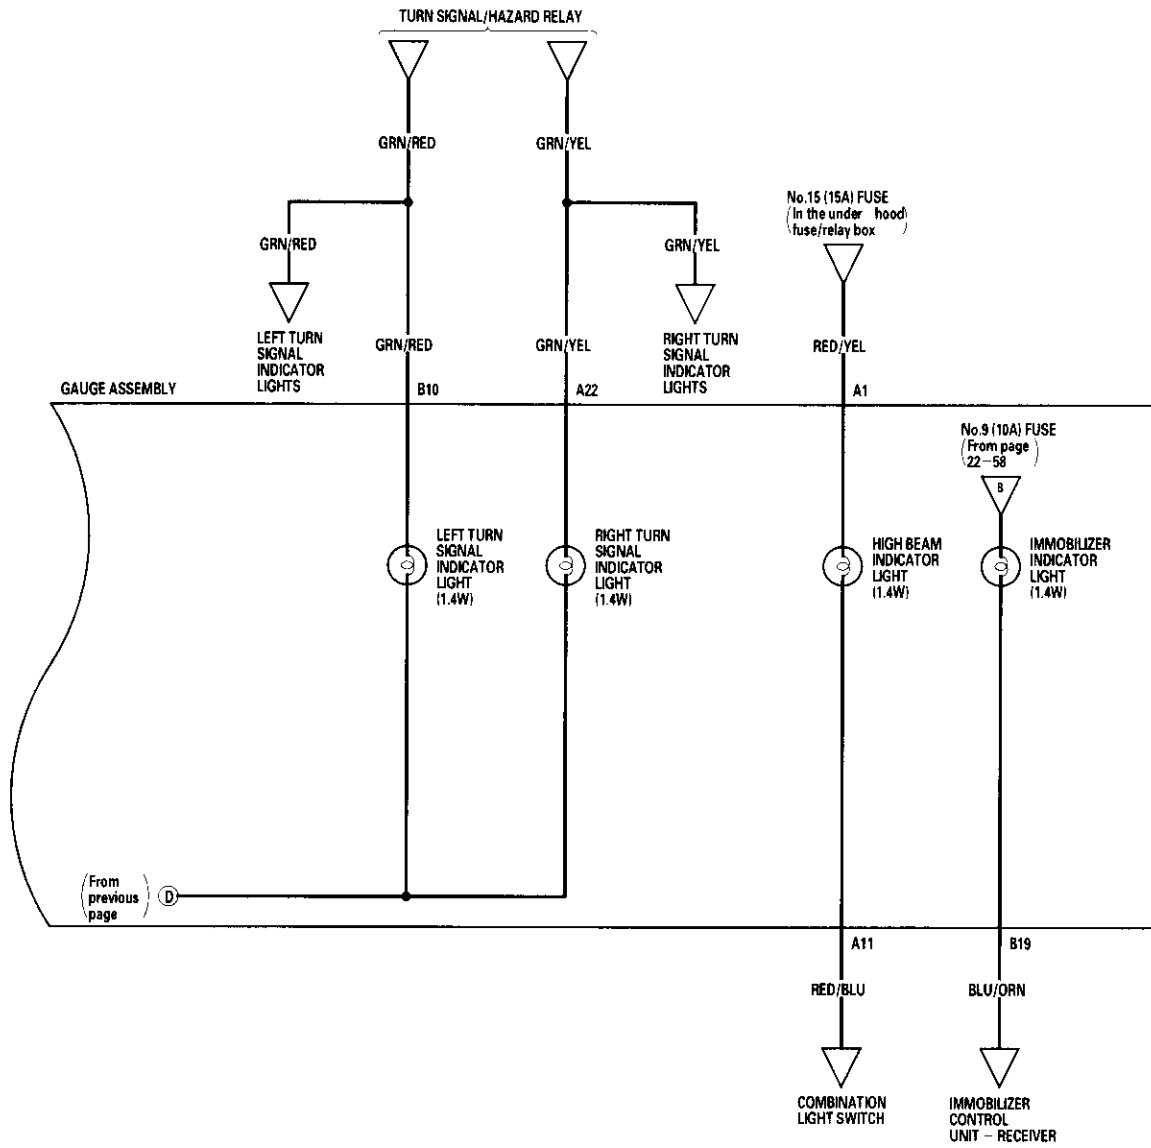 TURN SIGNAL/HAZARD RELAY
GRN/RED
GRN/YEL
GRN/RED
GRN/YEL
No.15 (15A) FUSE
(In the under hood)
fuse/relay box
LEFT TURN
SIGNAL
INDICATOR
LIGHTS
GRN/RED
GRN/YEL
RIGHT TURN
SIGNAL
INDICATOR
LIGHTS
RED/YEL
GAUGE ASSEMBLY
B10
A22
A1
No.9 (10A) FUSE
(From page
22-58)
B
LEFT TURN
SIGNAL
INDICATOR
LIGHT
(1.4W)
RIGHT TURN
SIGNAL
INDICATOR
LIGHT
(1.4W)
HIGH BEAM
INDICATOR
LIGHT
(1.4W)
IMMOBILIZER
INDICATOR
LIGHT
(1.4W)
(From
previous
page)
D
A11
B19
RED/BLU
BLU/ORN
COMBINATION
LIGHT SWITCH
IMMOBILIZER
CONTROL
UNIT - RECEIVER